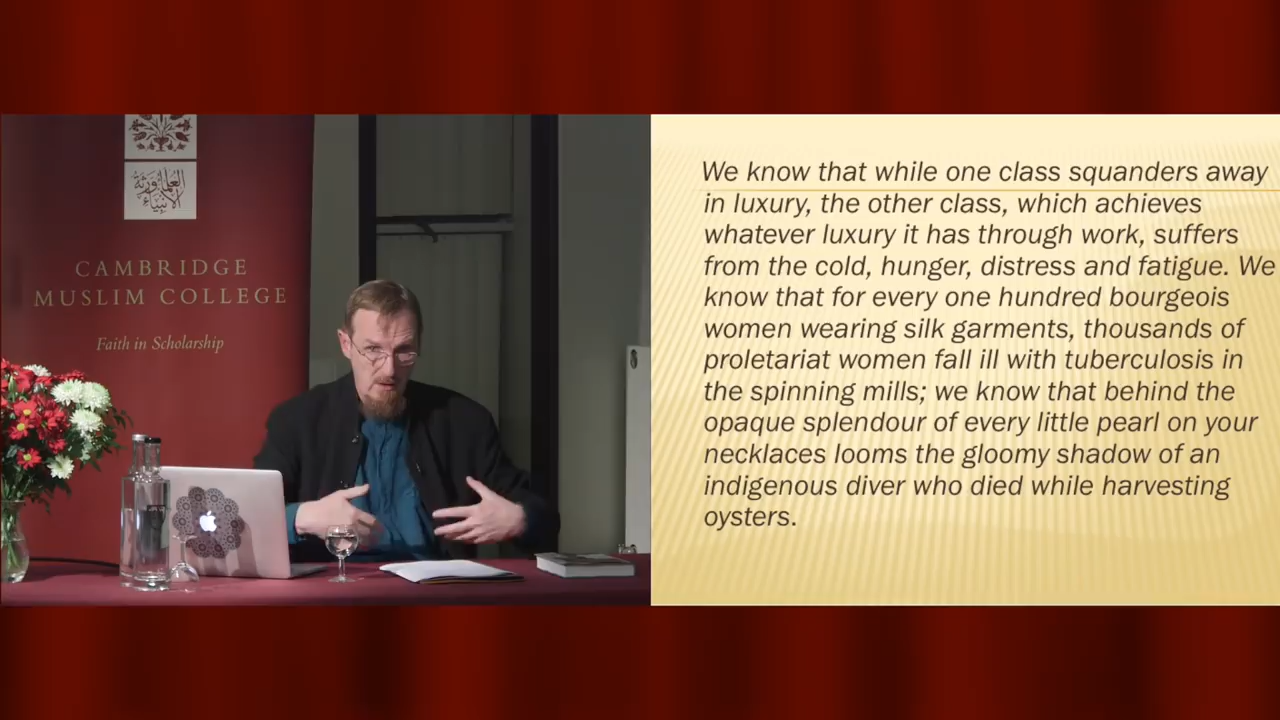 العلماء ورثة
الأنبياء
CAMBRIDGE
MUSLIM COLLEGE
Faith in Scholarship
We know that while one class squanders away
in luxury, the other class, which achieves
whatever luxury it has through work, suffers
from the cold, hunger, distress and fatigue. We
know that for every one hundred bourgeois
women wearing silk garments, thousands of
proletariat women fall ill with tuberculosis in
the spinning mills; we know that behind the
opaque splendour of every little pearl on your
necklaces looms the gloomy shadow of an
indigenous diver who died while harvesting
oysters.